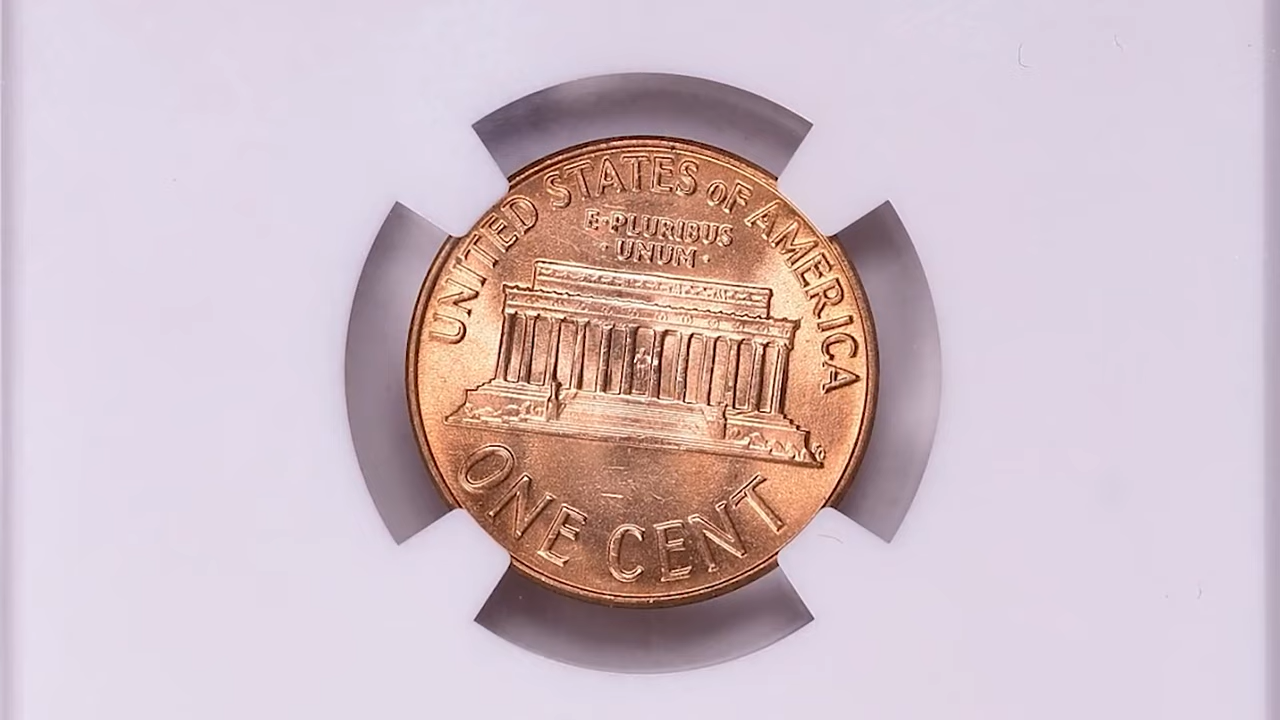 UNITED STATES OF AMERICA
E·PLURIBUS
·UNUM·
ONE CENT